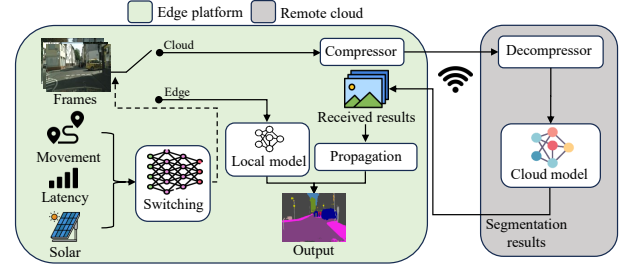 Edge platform
Remote cloud
Cloud
Compressor
Decompressor
Frames
Edge
Received results
Movement
Local model
Propagation
Cloud model
Latency
Switching
Segmentation
results
Solar
Output